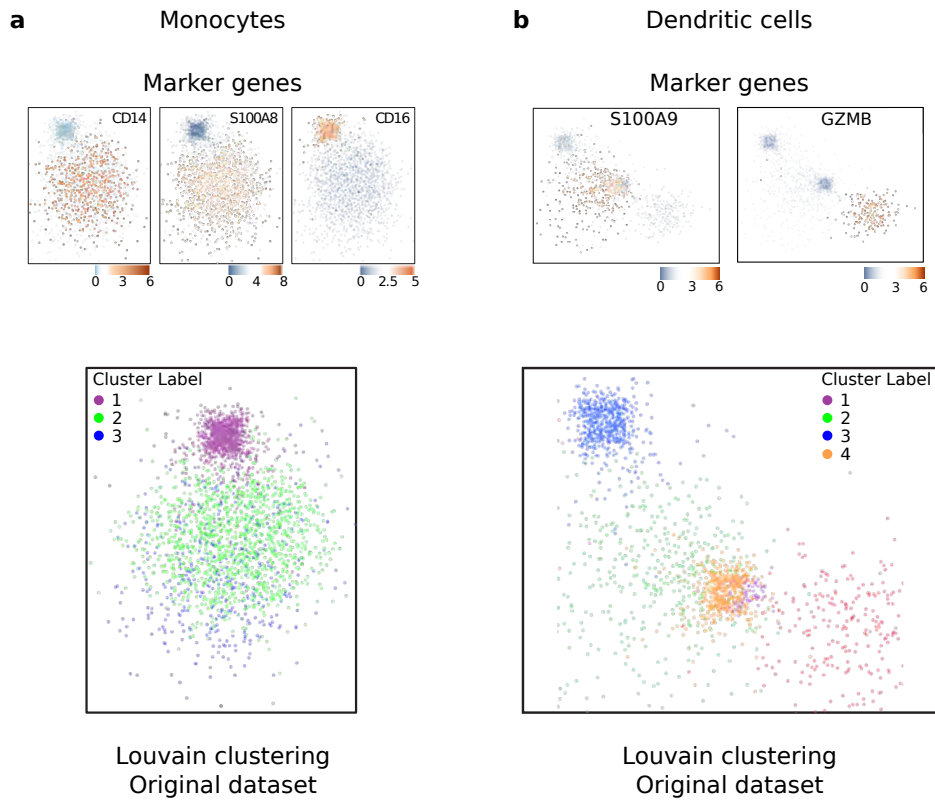 a
Monocytes
Marker genes
CD14
S100A8
CD16
0 3 6
0 4 8
0 2.5 5
Cluster Label
1
2
3
Louvain clustering
Original dataset
b
Dendritic cells
Marker genes
S100A9
GZMB
0 3 6
0 3 6
Cluster Label
1
2
3
4
Louvain clustering
Original dataset